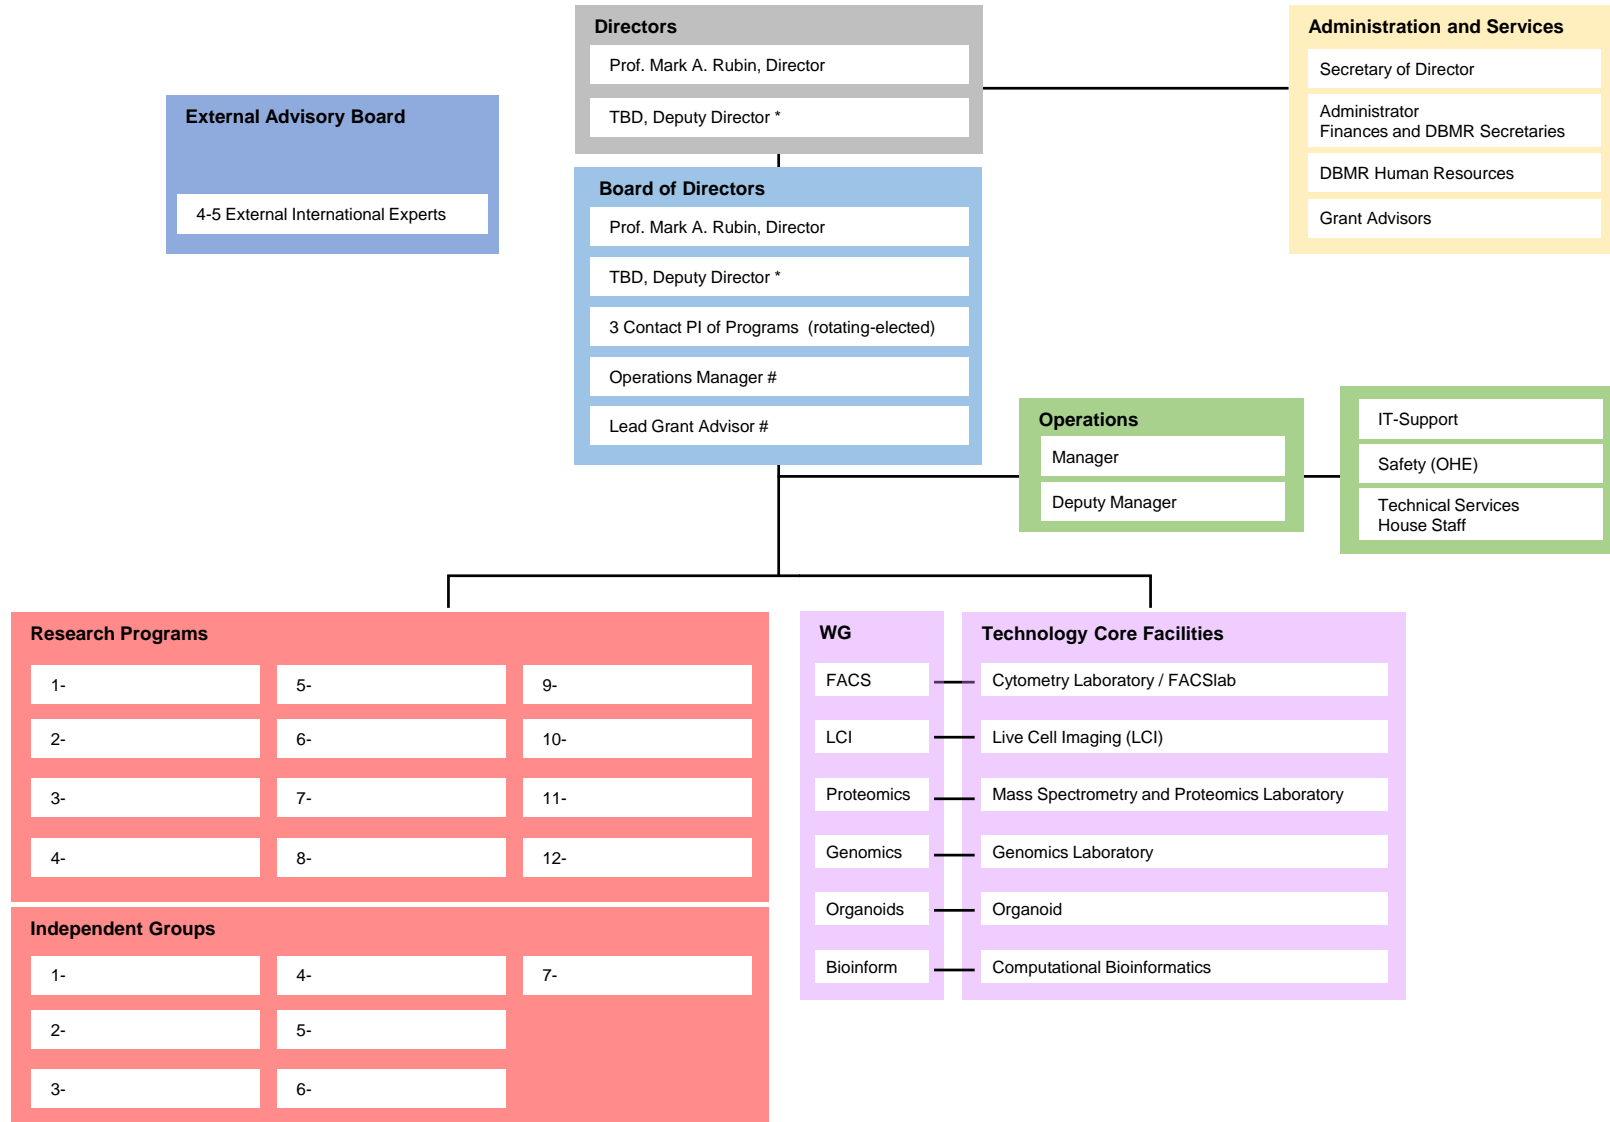 Directors
Prof. Mark A. Rubin, Director
TBD, Deputy Director *
Administration and Services
Secretary of Director
Administrator
Finances and DBMR Secretaries
DBMR Human Resources
Grant Advisors
External Advisory Board
4-5 External International Experts
Board of Directors
Prof. Mark A. Rubin, Director
TBD, Deputy Director *
3 Contact PI of Programs (rotating-elected)
Operations Manager #
Lead Grant Advisor #
Operations
Manager
Deputy Manager
IT-Support
Safety (OHE)
Technical Services
House Staff
Research Programs
1-
2-
3-
4-
5-
6-
7-
8-
9-
10-
11-
12-
Independent Groups
1-
2-
3-
4-
5-
6-
7-
WG
FACS
LCI
Proteomics
Genomics
Organoids
Bioinform
Technology Core Facilities
Cytometry Laboratory / FACSlab
Live Cell Imaging (LCI)
Mass Spectrometry and Proteomics Laboratory
Genomics Laboratory
Organoid
Computational Bioinformatics